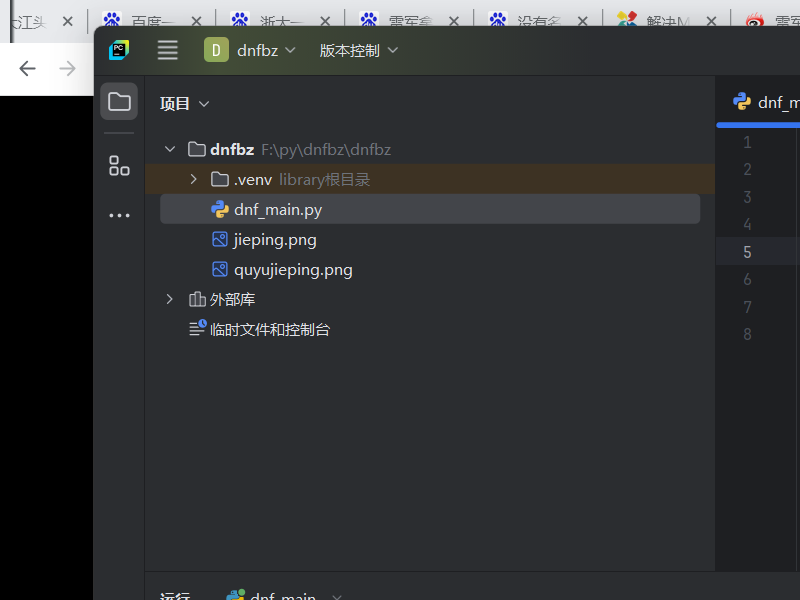 大江头
百度一
浙大一
雷军
没有名
解决M
雷军
PC
D dnfbz 版本控制
项目
dnf_m
dnfbz F:\py\dnfbz\dnfbz
.venv library根目录
dnf_main.py
jieping.png
quyujieping.png
外部库
临时文件和控制台
1
2
3
4
5
6
7
8
运行 dnf_main